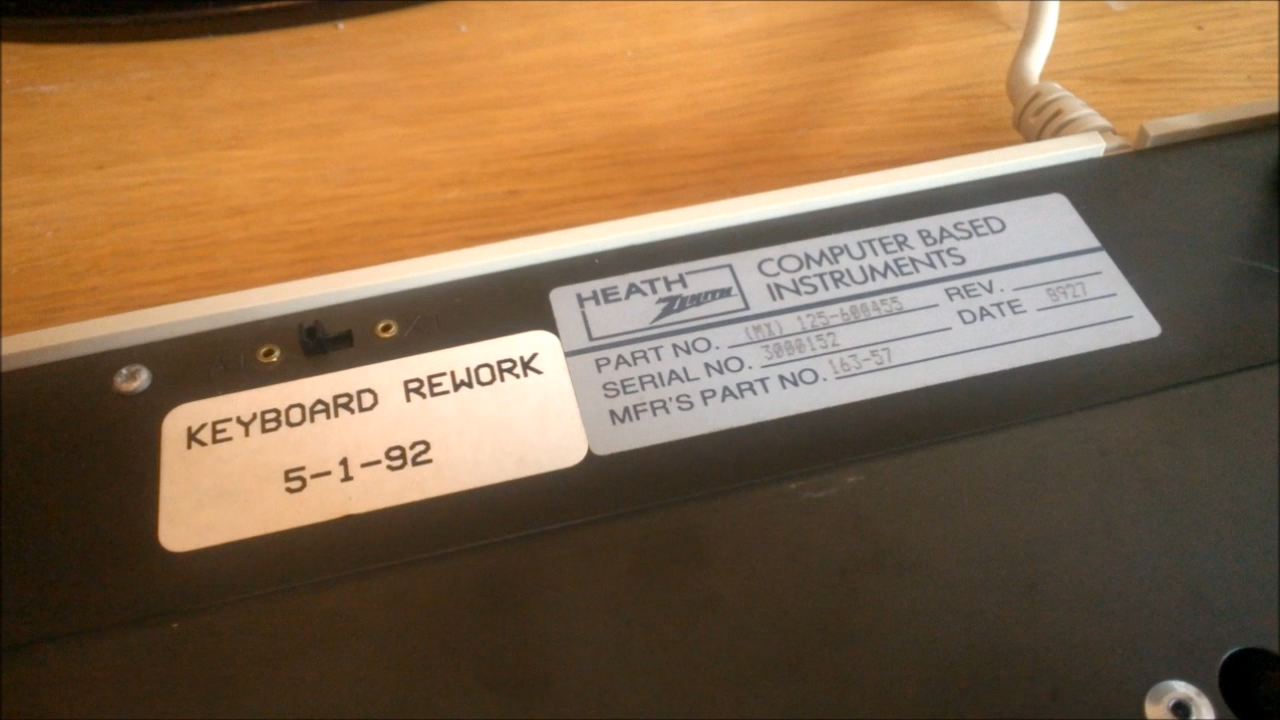 KEYBOARD REWORK
5-1-92
HEATH
ZENITH
COMPUTER BASED
INSTRUMENTS
PART NO. (MX) 125-600455 REV.
SERIAL NO. 3000152 DATE 8927
MFR'S PART NO. 163-57